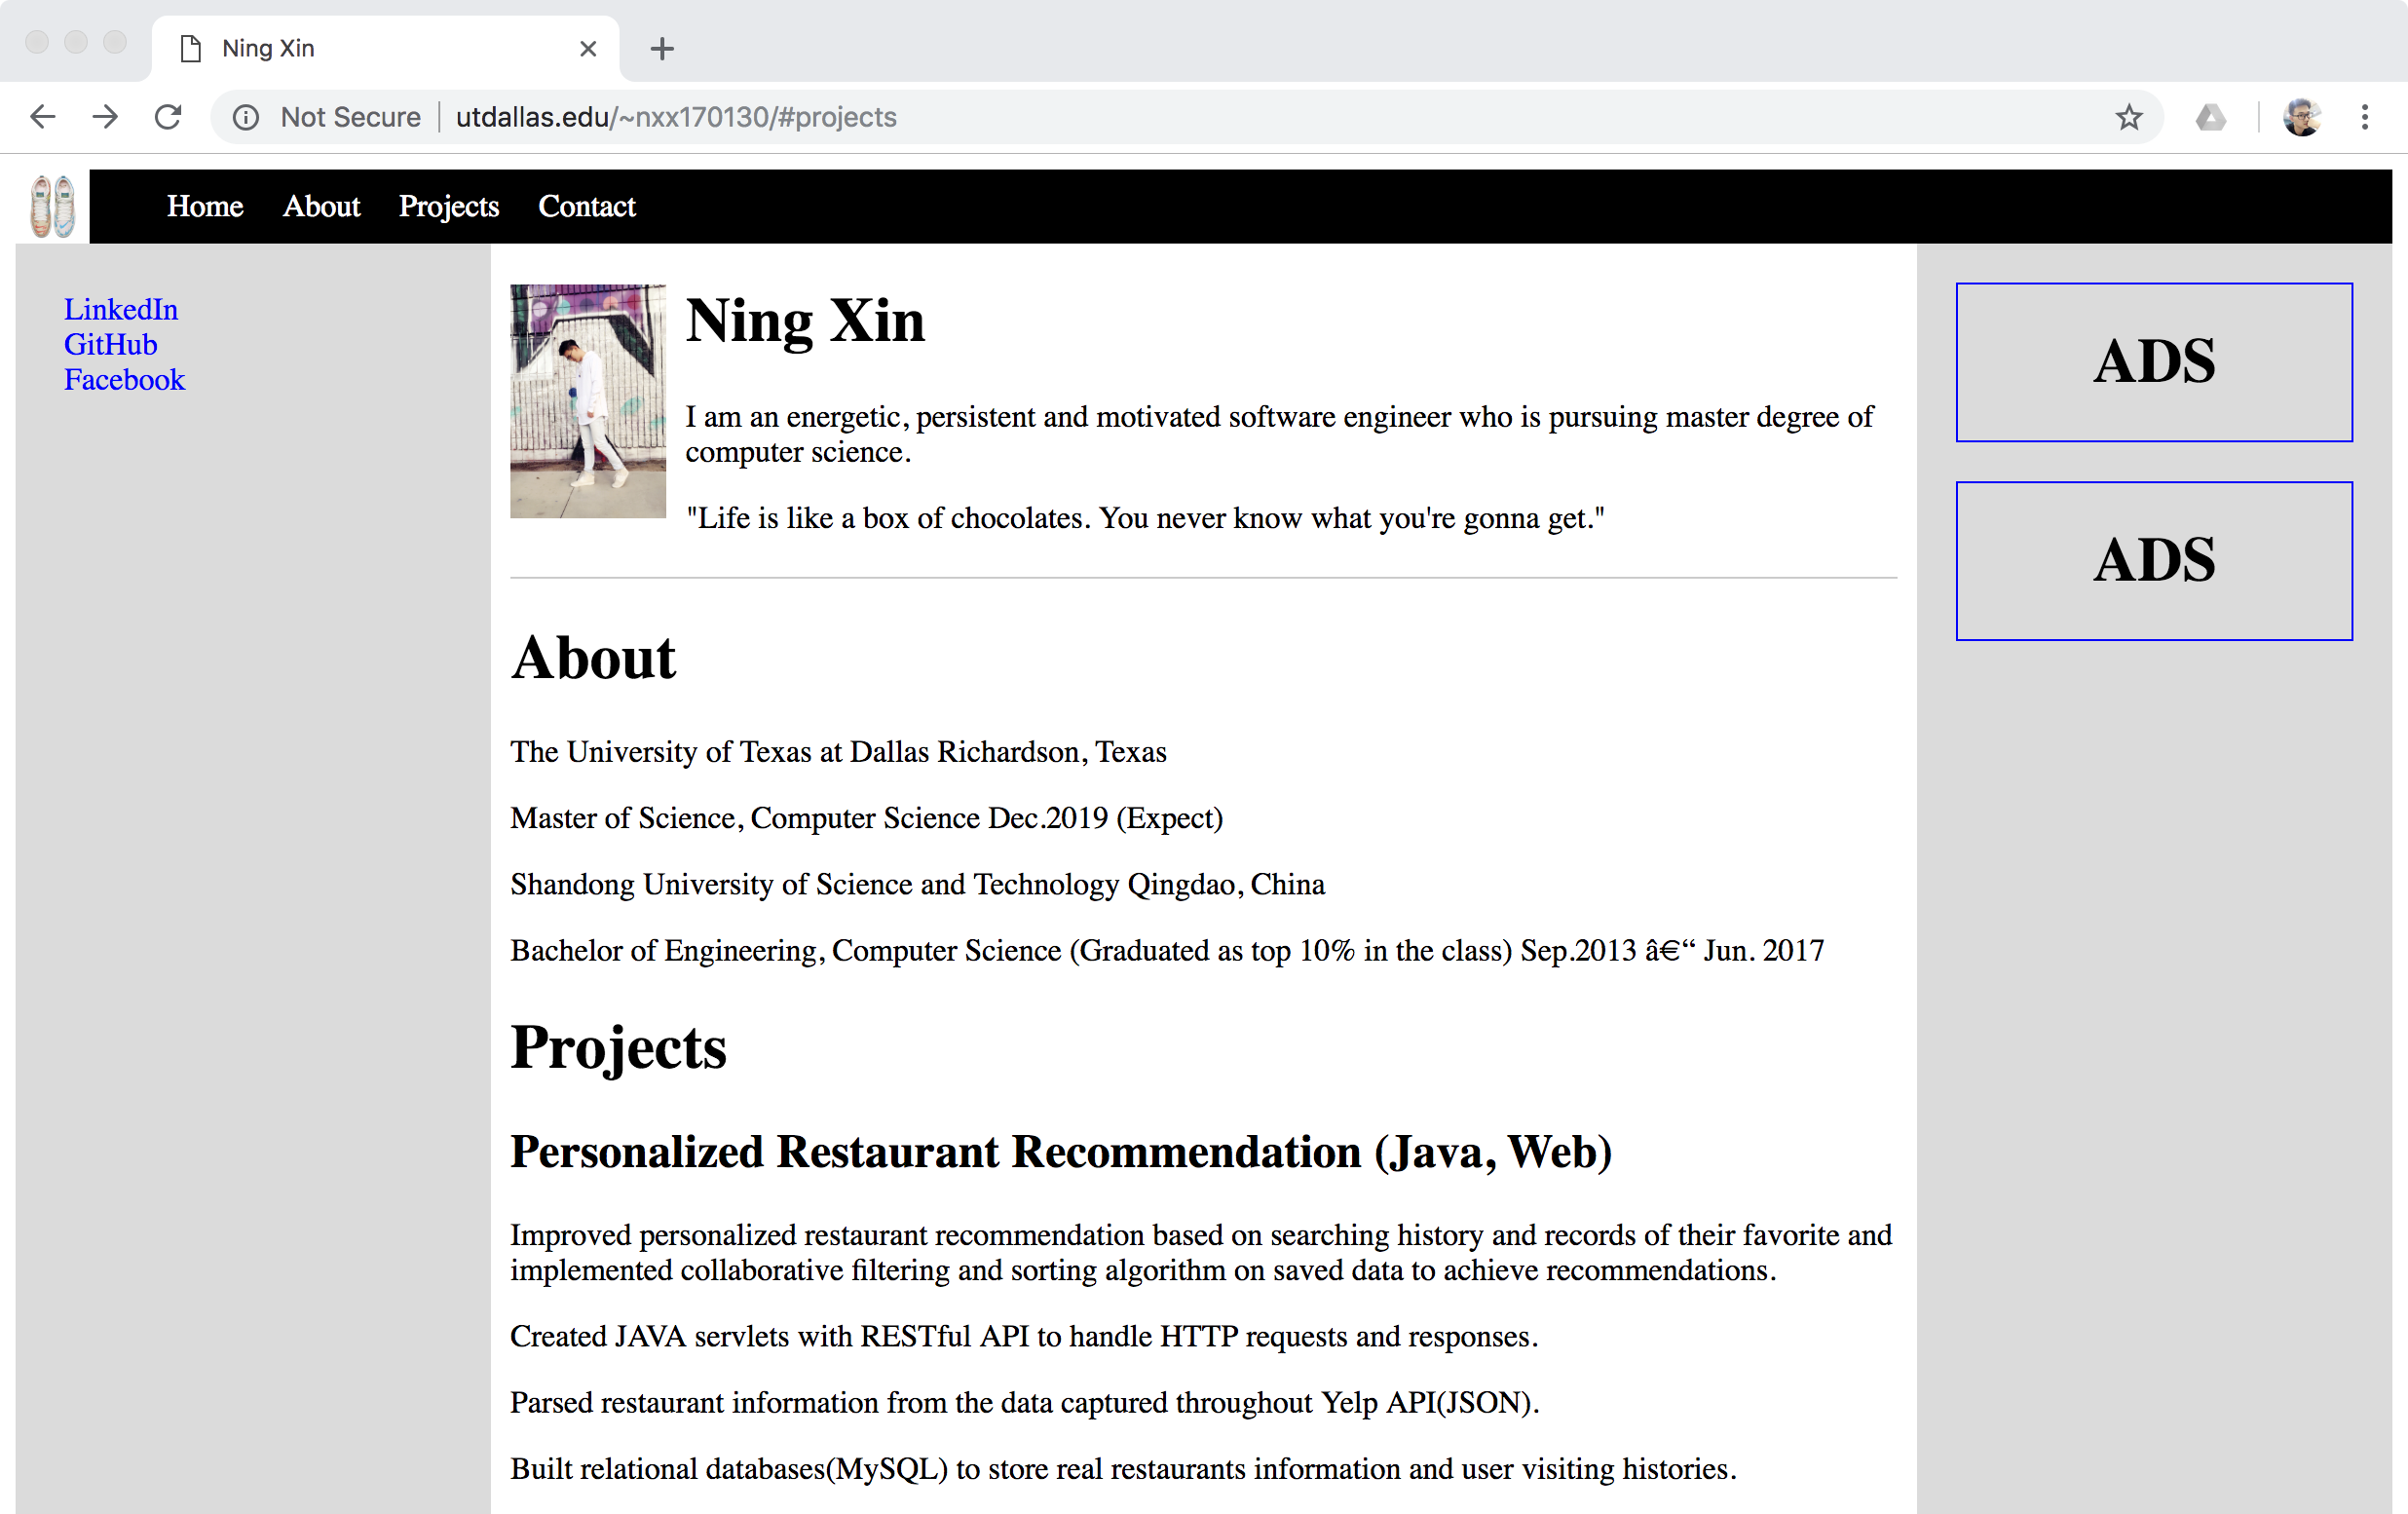 Ning Xin
Not Secure utdallas.edu/~nxx170130/#projects
Home About Projects Contact
LinkedIn
GitHub
Facebook
Ning Xin
I am an energetic, persistent and motivated software engineer who is pursuing master degree of
computer science.
"Life is like a box of chocolates. You never know what you're gonna get."
ADS
ADS
About
The University of Texas at Dallas Richardson, Texas
Master of Science, Computer Science Dec.2019 (Expect)
Shandong University of Science and Technology Qingdao, China
Bachelor of Engineering, Computer Science (Graduated as top 10% in the class) Sep.2013 â€“ Jun. 2017
Projects
Personalized Restaurant Recommendation (Java, Web)
Improved personalized restaurant recommendation based on searching history and records of their favorite and
implemented collaborative filtering and sorting algorithm on saved data to achieve recommendations.
Created JAVA servlets with RESTful API to handle HTTP requests and responses.
Parsed restaurant information from the data captured throughout Yelp API(JSON).
Built relational databases(MySQL) to store real restaurants information and user visiting histories.